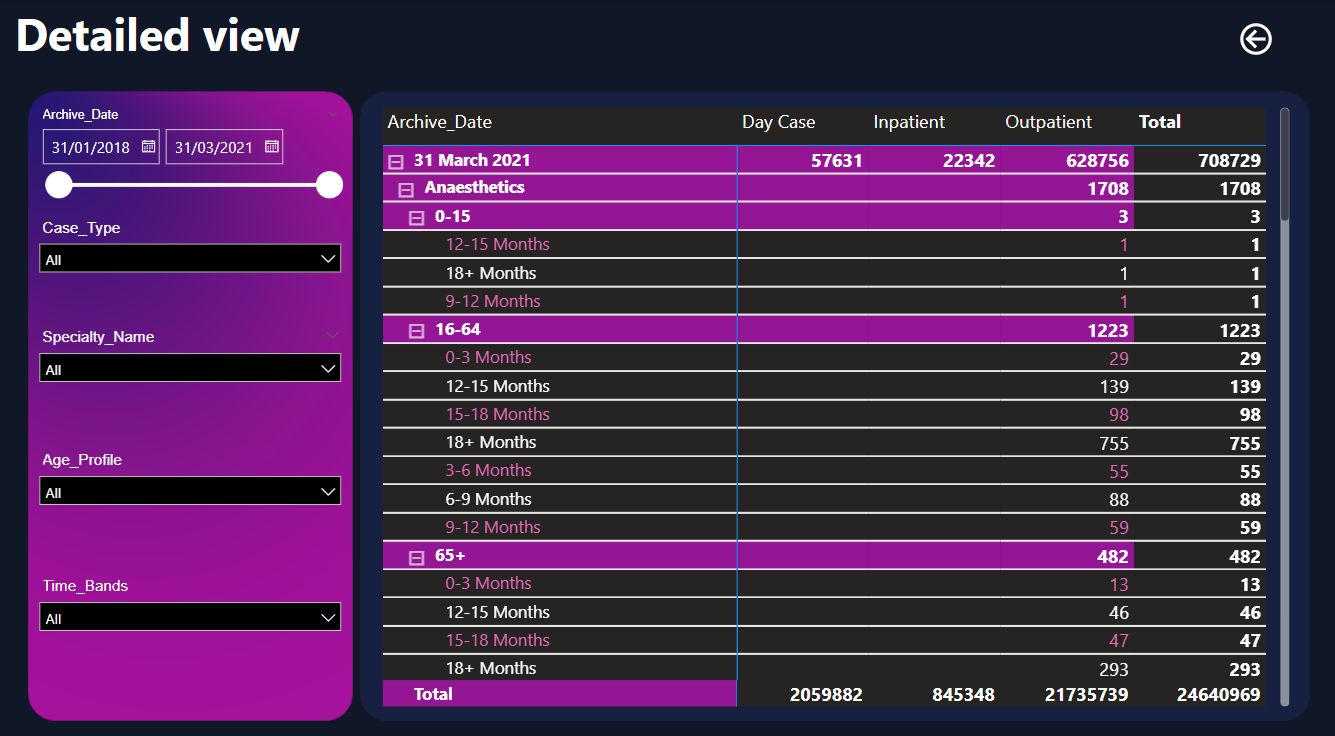 Detailed view
Archive_Date
31/01/2018 31/03/2021
Case_Type
All
Specialty_Name
All
Age_Profile
All
Time_Bands
All
Archive_Date Day Case Inpatient Outpatient Total
31 March 2021 57631 22342 628756 708729
Anaesthetics 1708 1708
0-15 3 3
12-15 Months 1 1
18+ Months 1 1
9-12 Months 1 1
16-64 1223 1223
0-3 Months 29 29
12-15 Months 139 139
15-18 Months 98 98
18+ Months 755 755
3-6 Months 55 55
6-9 Months 88 88
9-12 Months 59 59
65+ 482 482
0-3 Months 13 13
12-15 Months 46 46
15-18 Months 47 47
18+ Months 293 293
Total 2059882 845348 21735739 24640969